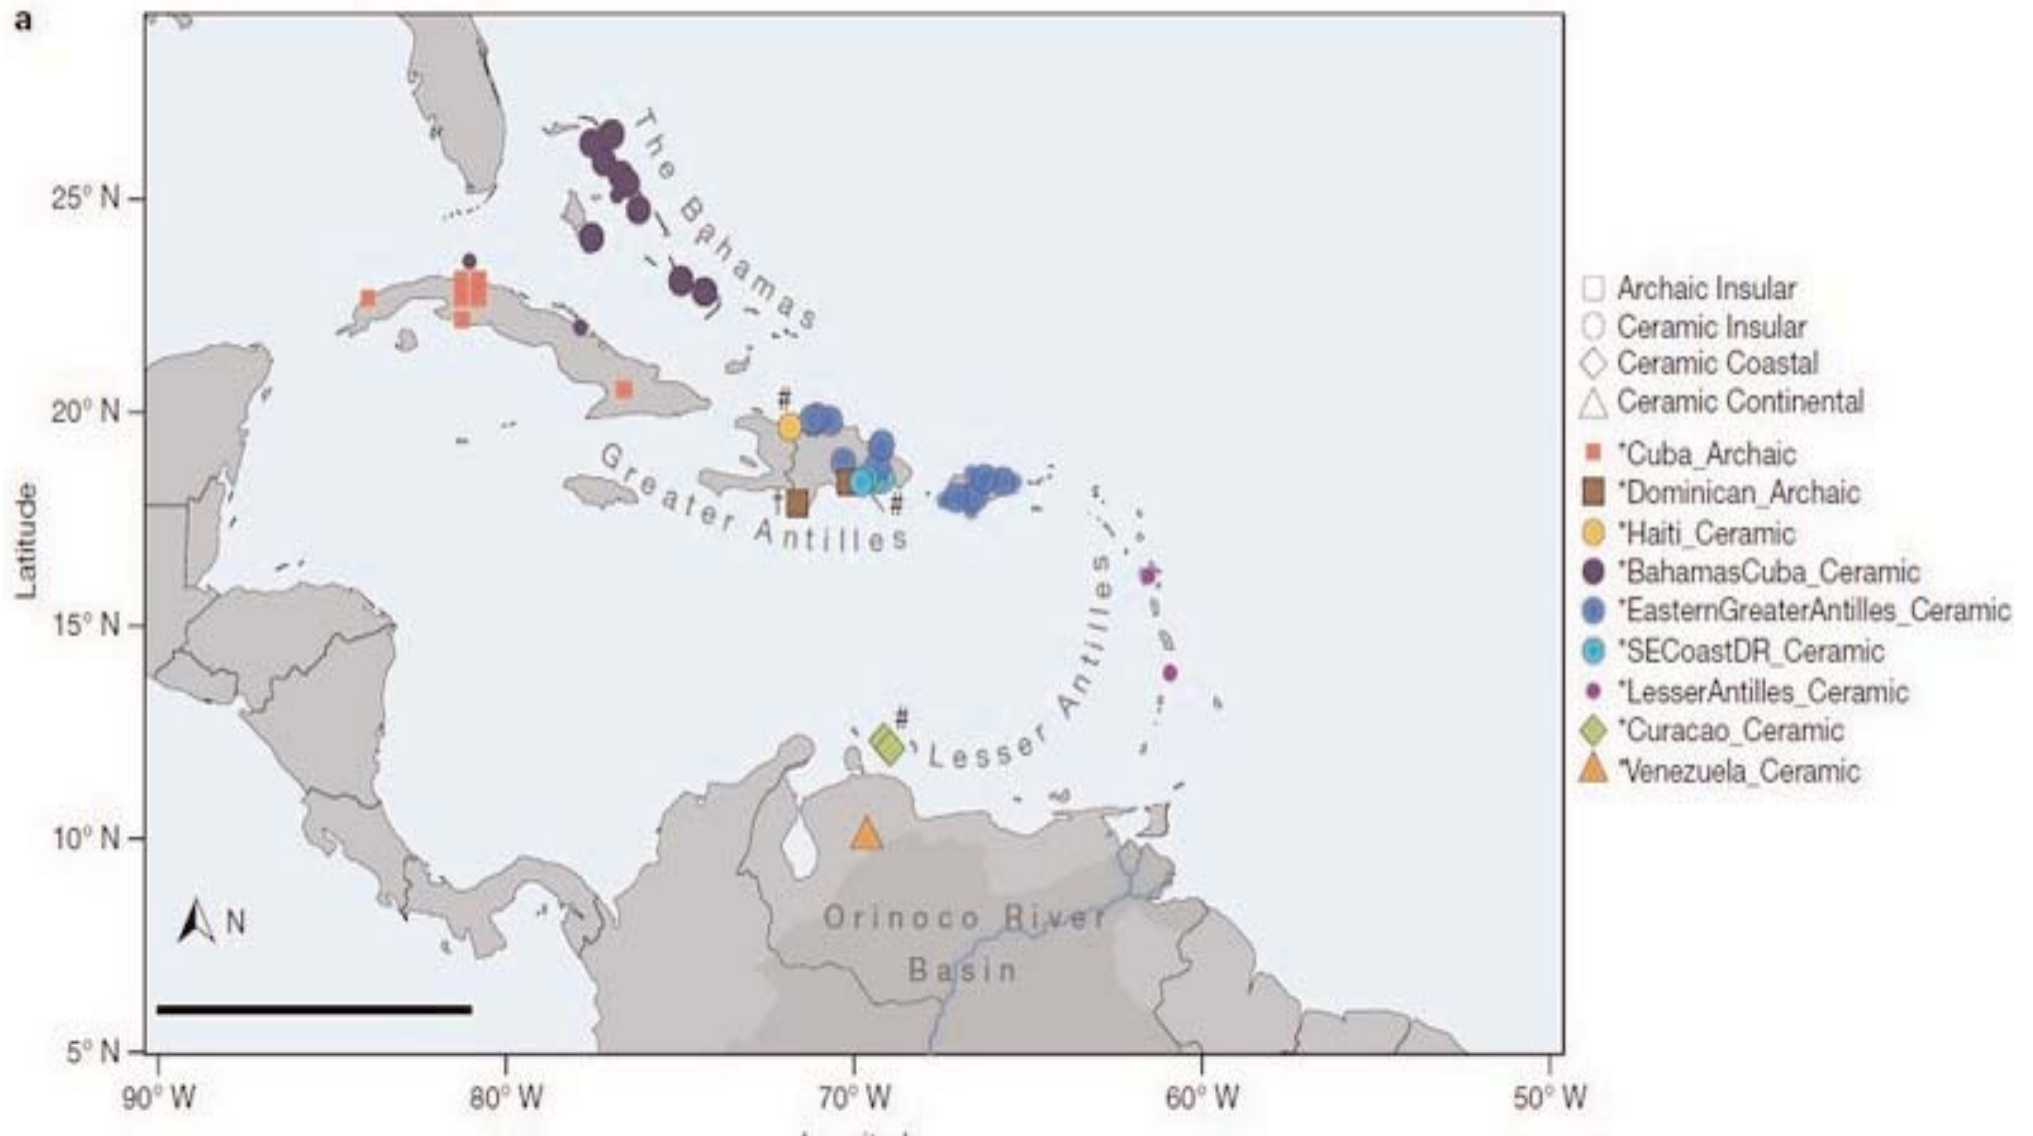 a
The Bahamas
25° N
20° N
15° N
10° N
5° N
Latitude
#
Greater Antilles
†
#
Lesser Antilles
#
Orinoco River
Basin
N
90° W
80° W
70° W
60° W
50° W
Archaic Insular
Ceramic Insular
Ceramic Coastal
Ceramic Continental
*Cuba_Archaic
*Dominican_Archaic
*Haiti_Ceramic
*BahamasCuba_Ceramic
*EasternGreaterAntilles_Ceramic
*SECoastDR_Ceramic
*LesserAntilles_Ceramic
*Curacao_Ceramic
*Venezuela_Ceramic